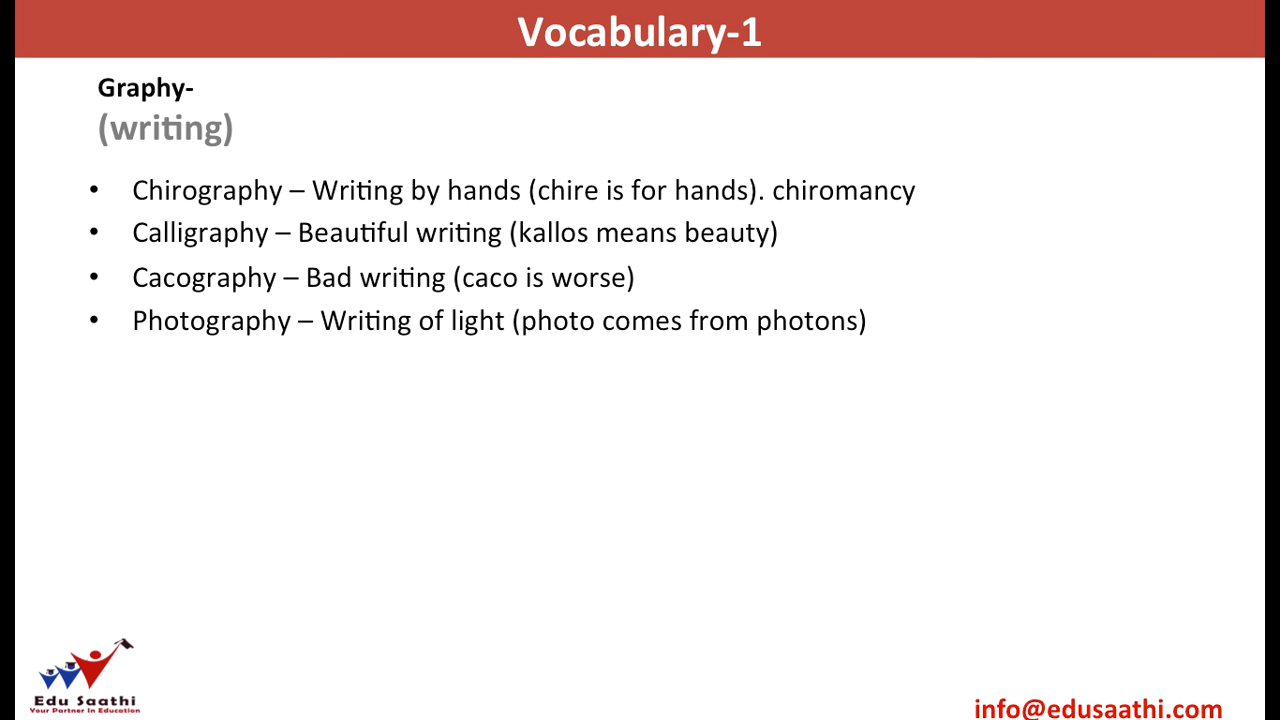 Vocabulary-1
Graphy-
(writing)
• Chirography – Writing by hands (chire is for hands). chiromancy
• Calligraphy – Beautiful writing (kallos means beauty)
• Cacography – Bad writing (caco is worse)
• Photography – Writing of light (photo comes from photons)
Edu Saathi
Your Partner In Education
info@edusaathi.com